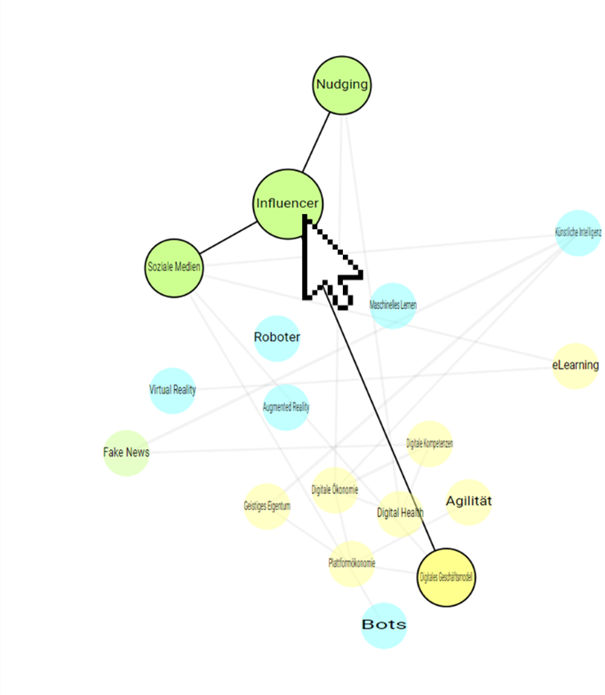 Nudging
Influencer
Künstliche Intelligenz
Soziale Medien
Maschinelles Lernen
Roboter
eLearning
Virtual Reality
Augmented Reality
Digitale Kompetenzen
Fake News
Digitale Ökonomie
Agilität
Geistiges Eigentum
Digital Health
Plattformökonomie
Digitales Geschäftsmodell
Bots